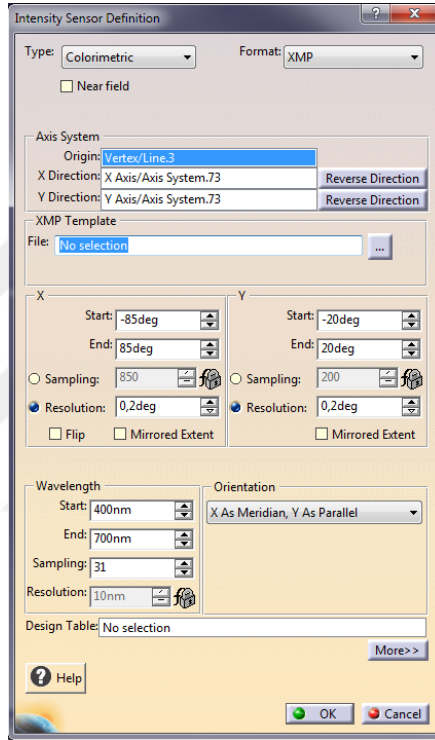 Intensity Sensor Definition
Type: Colorimetric Format: XMP
Near field
Axis System
Origin: Vertex/Line.3
X Direction: X Axis/Axis System.73 Reverse Direction
Y Direction: Y Axis/Axis System.73 Reverse Direction
XMP Template
File: No selection ...
X Y
Start: -85deg Start: -20deg
End: 85deg End: 20deg
Sampling: 850 Sampling: 200
Resolution: 0,2deg Resolution: 0,2deg
Flip Mirrored Extent Mirrored Extent
Wavelength Orientation
Start: 400nm X As Meridian, Y As Parallel
End: 700nm
Sampling: 31
Resolution: 10nm
Design Table: No selection
More>>
? Help
OK Cancel